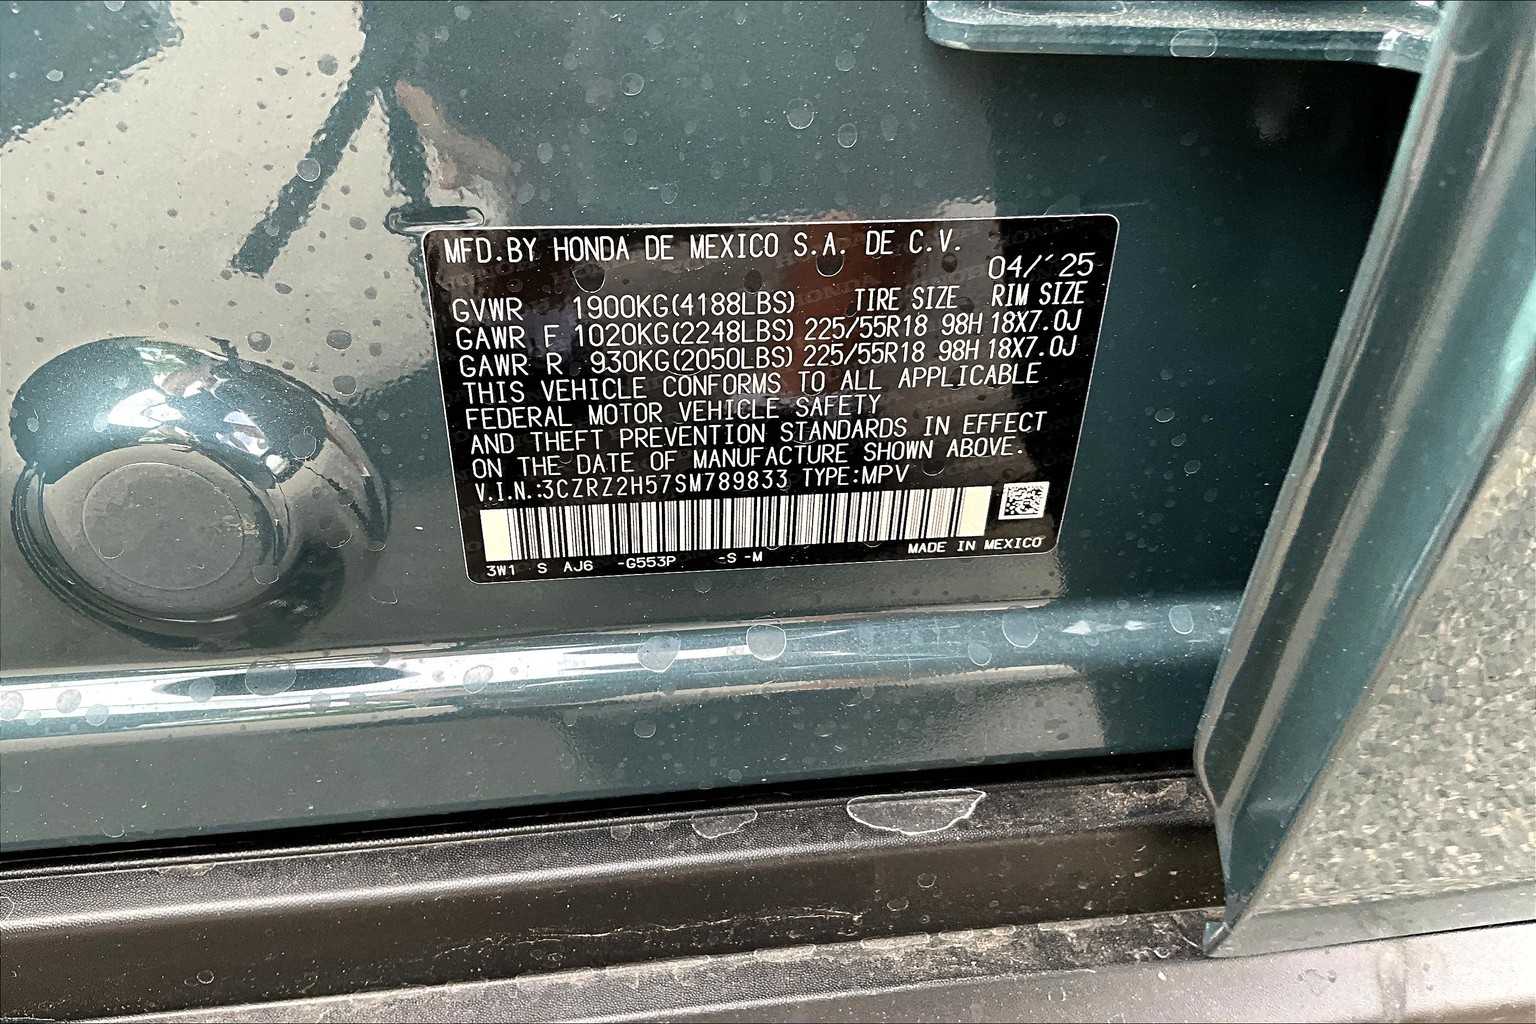 MFD.BY HONDA DE MEXICO S.A. DE C.V.
04/'25
GVWR 1900KG(4188LBS) TIRE SIZE RIM SIZE
GAWR F 1020KG(2248LBS) 225/55R18 98H 18X7.0J
GAWR R 930KG(2050LBS) 225/55R18 98H 18X7.0J
THIS VEHICLE CONFORMS TO ALL APPLICABLE
FEDERAL MOTOR VEHICLE SAFETY
AND THEFT PREVENTION STANDARDS IN EFFECT
ON THE DATE OF MANUFACTURE SHOWN ABOVE.
V.I.N.:3CZRZ2H57SM789833 TYPE:MPV
3W1 S AJ6 -G553P -S -M MADE IN MEXICO